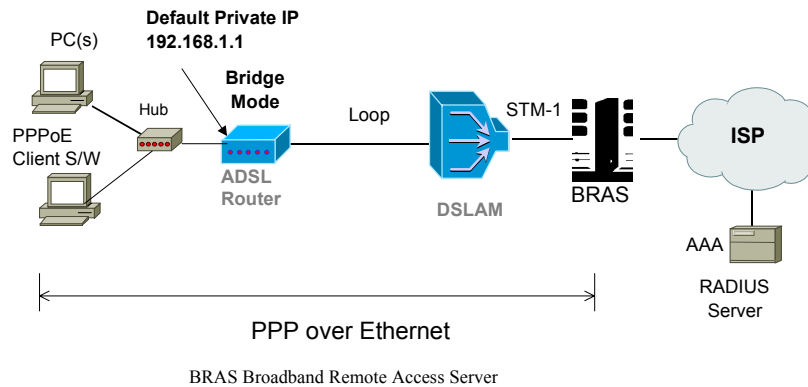 Default Private IP
192.168.1.1
PC(s)
Bridge
Mode
Hub
Loop
STM-1
ISP
PPPoE
Client S/W
ADSL
Router
DSLAM
BRAS
AAA
RADIUS
Server
PPP over Ethernet
BRAS Broadband Remote Access Server